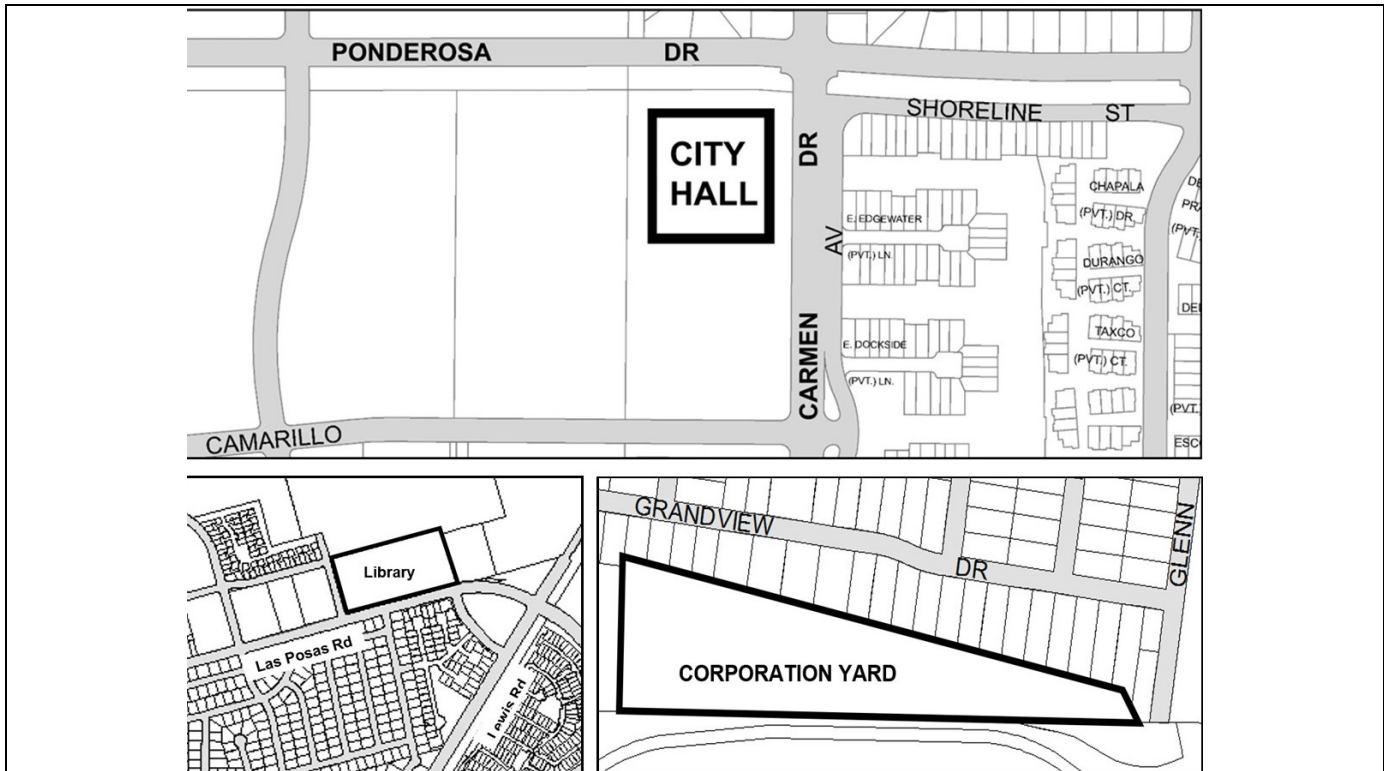 PONDEROSA DR
SHORELINE ST
CITY
HALL
CARMEN DR
CHAPALA
(PVT.) DR.
E. EDGEWATER
(PVT.) LN.
AV
DURANGO
(PVT.) CT.
E. DOCKSIDE
(PVT.) LN.
TAXCO
(PVT.) CT.
(PVT.
CAMARILLO
Library
Las Posas Rd
Lewis Rd
GRANDVIEW DR
GLENN
CORPORATION YARD